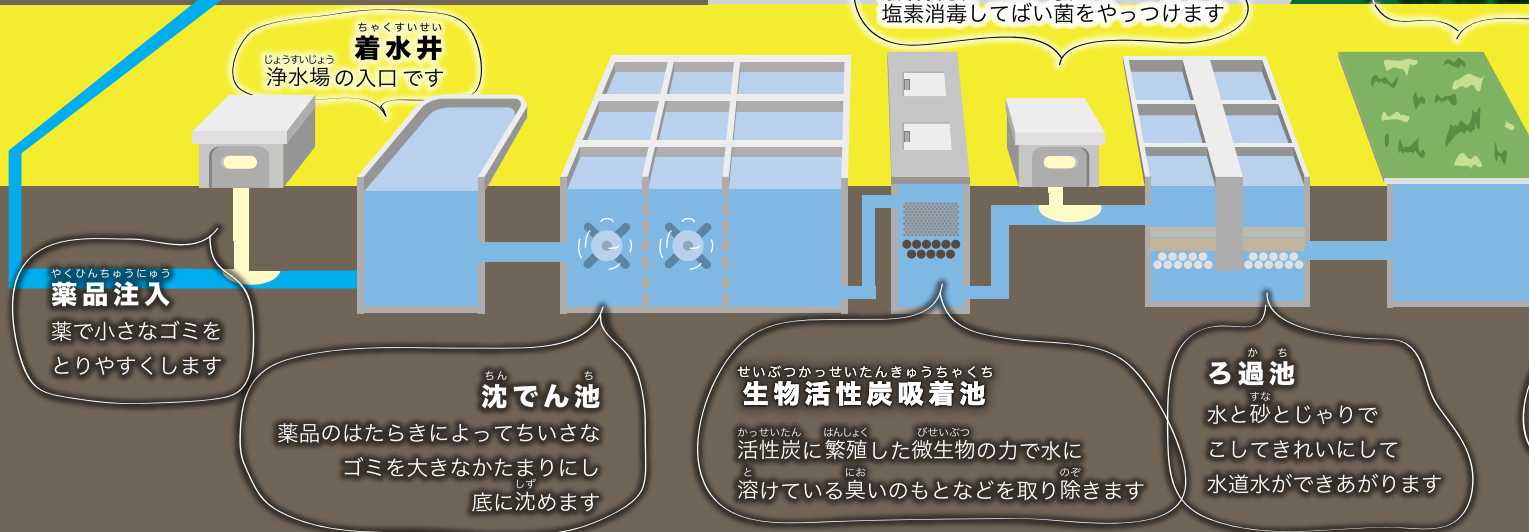 塩素消毒してばい菌をやっつけます
ちゃくすいせい
着水井
じょうすいじょう
浄水場の入口です
やくひんちゅうにゅう
薬品注入
薬で小さなゴミを
とりやすくします
ちん ち
沈でん池
薬品のはたらきによってちいさな
ゴミを大きなかたまりにし
しず
底に沈めます
せいぶつかっせいたんきゅうちゃくち
生物活性炭吸着池
かっせいたん はんしょく びせいぶつ
活性炭に繁殖した微生物の力で水に
と にお のぞ
溶けている臭いのもとなどを取り除きます
か ち
ろ過池
すな
水と砂とじゃりで
こしてきれいにして
水道水ができあがります